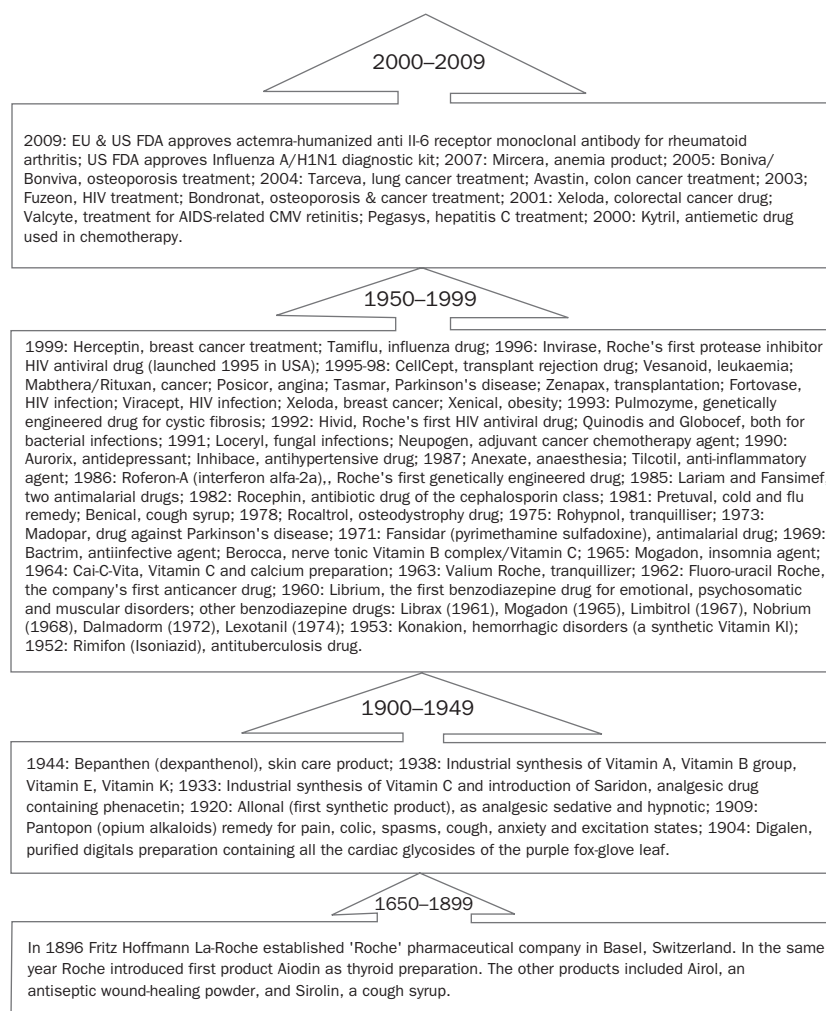 2000–2009
2009: EU & US FDA approves actemra-humanized anti Il-6 receptor monoclonal antibody for rheumatoid
arthritis; US FDA approves Influenza A/H1N1 diagnostic kit; 2007: Mircera, anemia product; 2005: Boniva/
Bonviva, osteoporosis treatment; 2004: Tarceva, lung cancer treatment; Avastin, colon cancer treatment; 2003;
Fuzeon, HIV treatment; Bondronat, osteoporosis & cancer treatment; 2001: Xeloda, colorectal cancer drug;
Valcyte, treatment for AIDS-related CMV retinitis; Pegasys, hepatitis C treatment; 2000: Kytril, antiemetic drug
used in chemotherapy.
1950–1999
1999: Herceptin, breast cancer treatment; Tamiflu, influenza drug; 1996: Invirase, Roche's first protease inhibitor
HIV antiviral drug (launched 1995 in USA); 1995-98: CellCept, transplant rejection drug; Vesanoid, leukaemia;
Mabthera/Rituxan, cancer; Posicor, angina; Tasmar, Parkinson's disease; Zenapax, transplantation; Fortovase,
HIV infection; Viracept, HIV infection; Xeloda, breast cancer; Xenical, obesity; 1993: Pulmozyme, genetically
engineered drug for cystic fibrosis; 1992: Hivid, Roche's first HIV antiviral drug; Quinodis and Globocef, both for
bacterial infections; 1991; Loceryl, fungal infections; Neupogen, adjuvant cancer chemotherapy agent; 1990:
Aurorix, antidepressant; Inhibace, antihypertensive drug; 1987; Anexate, anaesthesia; Tilcotil, anti-inflammatory
agent; 1986: Roferon-A (interferon alfa-2a),, Roche's first genetically engineered drug; 1985: Lariam and Fansimef,
two antimalarial drugs; 1982: Rocephin, antibiotic drug of the cephalosporin class; 1981: Pretuval, cold and flu
remedy; Benical, cough syrup; 1978; Rocaltrol, osteodystrophy drug; 1975: Rohypnol, tranquiliser; 1973:
Madopar, drug against Parkinson's disease; 1971: Fansidar (pyrimethamine sulfadoxine), antimalarial drug; 1969:
Bactrim, antiinfective agent; Berocca, nerve tonic Vitamin B complex/Vitamin C; 1965: Mogadon, insomnia agent;
1964: Cai-C-Vita, Vitamin C and calcium preparation; 1963: Valium Roche, tranquillizer; 1962: Fluoro-uracil Roche,
the company's first anticancer drug; 1960: Librium, the first benzodiazepine drug for emotional, psychosomatic
and muscular disorders; other benzodiazepine drugs: Librax (1961), Mogadon (1965), Limbitrol (1967), Nobrium
(1968), Dalmadorm (1972), Lexotanil (1974); 1953: Konakion, hemorrhagic disorders (a synthetic Vitamin Kl);
1952: Rimifon (Isoniazid), antituberculosis drug.
1900–1949
1944: Bepanthen (dexpanthenol), skin care product; 1938: Industrial synthesis of Vitamin A, Vitamin B group,
Vitamin E, Vitamin K; 1933: Industrial synthesis of Vitamin C and introduction of Saridon, analgesic drug
containing phenacetin; 1920: Allonal (first synthetic product), as analgesic sedative and hypnotic; 1909:
Pantopon (opium alkaloids) remedy for pain, colic, spasms, cough, anxiety and excitation states; 1904: Digalen,
purified digitals preparation containing all the cardiac glycosides of the purple fox-glove leaf.
1650–1899
In 1896 Fritz Hoffmann La-Roche established 'Roche' pharmaceutical company in Basel, Switzerland. In the same
year Roche introduced first product Aiodin as thyroid preparation. The other products included Airol, an
antiseptic wound-healing powder, and Sirolin, a cough syrup.